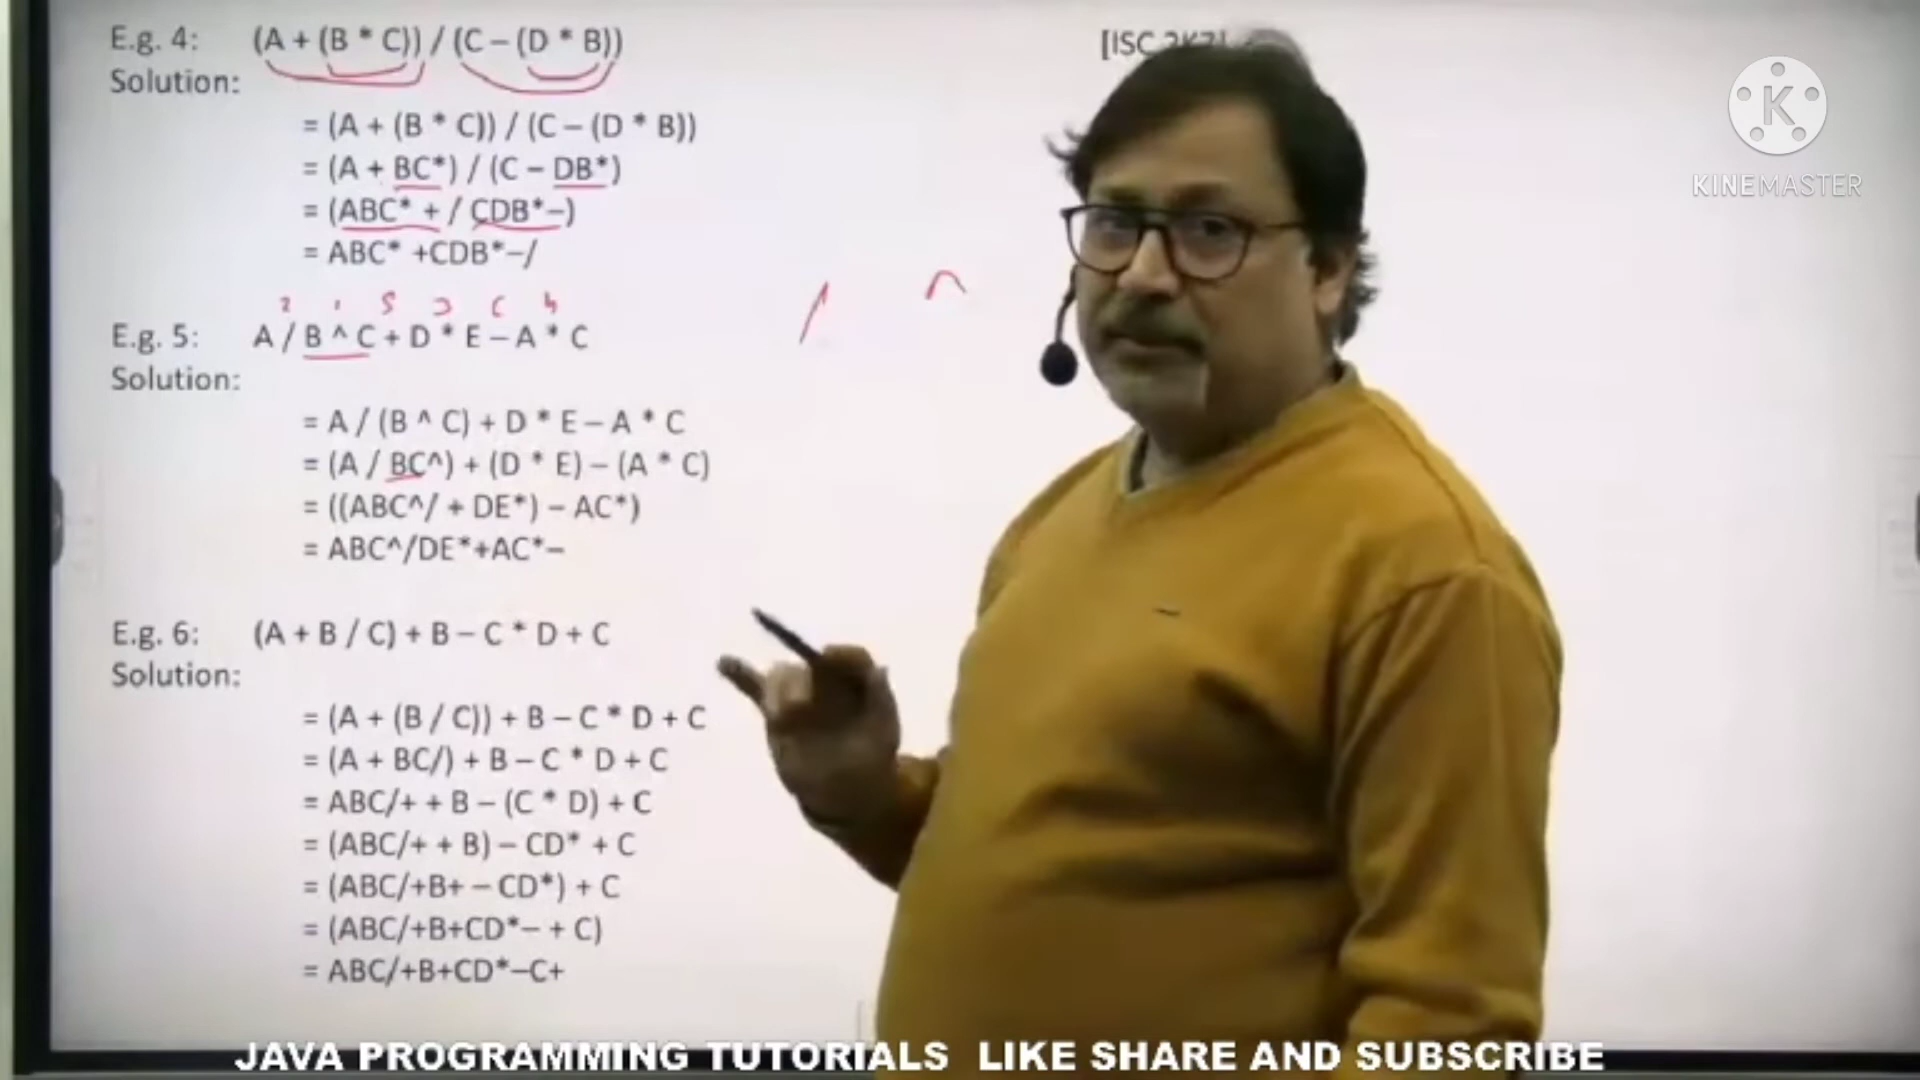 E.g. 4: (A + (B * C)) / (C – (D * B))
[ISC
Solution:
= (A + (B * C)) / (C – (D * B))
= (A + BC*) / (C – DB*)
= (ABC* + / CDB*–)
= ABC* +CDB*–/
E.g. 5: A / B ^ C + D * E – A * C
Solution:
= A / (B ^ C) + D * E – A * C
= (A / BC^) + (D * E) – (A * C)
= ((ABC^/ + DE*) – AC*)
= ABC^/DE*+AC*–
E.g. 6: (A + B / C) + B – C * D + C
Solution:
= (A + (B / C)) + B – C * D + C
= (A + BC/) + B – C * D + C
= ABC/+ + B – (C * D) + C
= (ABC/+ + B) – CD* + C
= (ABC/+B+ – CD*) + C
= (ABC/+B+CD*– + C)
= ABC/+B+CD*–C+
K
KINEMASTER
JAVA PROGRAMMING TUTORIALS LIKE SHARE AND SUBSCRIBE